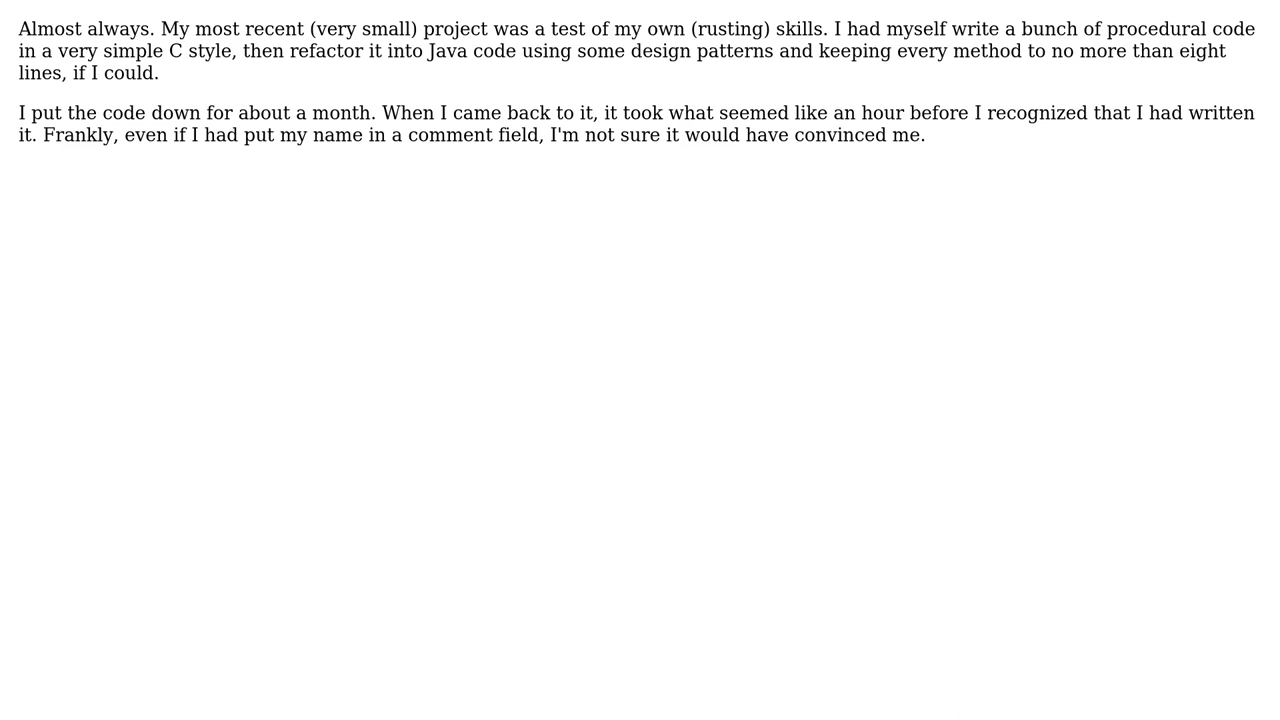 Almost always. My most recent (very small) project was a test of my own (rusting) skills. I had myself write a bunch of procedural code
in a very simple C style, then refactor it into Java code using some design patterns and keeping every method to no more than eight
lines, if I could.
I put the code down for about a month. When I came back to it, it took what seemed like an hour before I recognized that I had written
it. Frankly, even if I had put my name in a comment field, I'm not sure it would have convinced me.